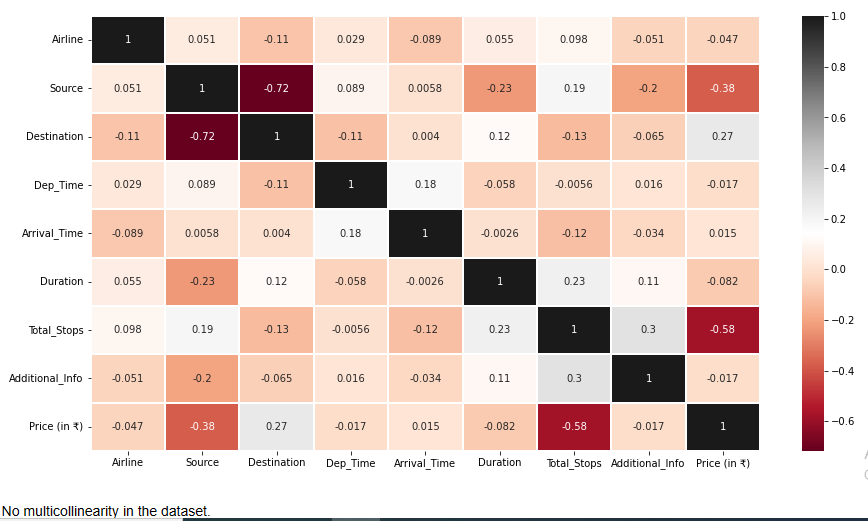 Airline 1 0.051 -0.11 0.029 -0.089 0.055 0.098 -0.051 -0.047
Source 0.051 1 -0.72 0.089 0.0058 -0.23 0.19 -0.2 -0.38
Destination -0.11 -0.72 1 -0.11 0.004 0.12 -0.13 -0.065 0.27
Dep_Time 0.029 0.089 -0.11 1 0.18 -0.058 -0.0056 0.016 -0.017
Arrival_Time -0.089 0.0058 0.004 0.18 1 -0.0026 -0.12 -0.034 0.015
Duration 0.055 -0.23 0.12 -0.058 -0.0026 1 0.23 0.11 -0.082
Total_Stops 0.098 0.19 -0.13 -0.0056 -0.12 0.23 1 0.3 -0.58
Additional_Info -0.051 -0.2 -0.065 0.016 -0.034 0.11 0.3 1 -0.017
Price (in ₹) -0.047 -0.38 0.27 -0.017 0.015 -0.082 -0.58 -0.017 1
Airline Source Destination Dep_Time Arrival_Time Duration Total_Stops Additional_Info Price (in ₹)
1.0
0.8
0.6
0.4
0.2
0.0
−0.2
−0.4
−0.6
No multicollinearity in the dataset.